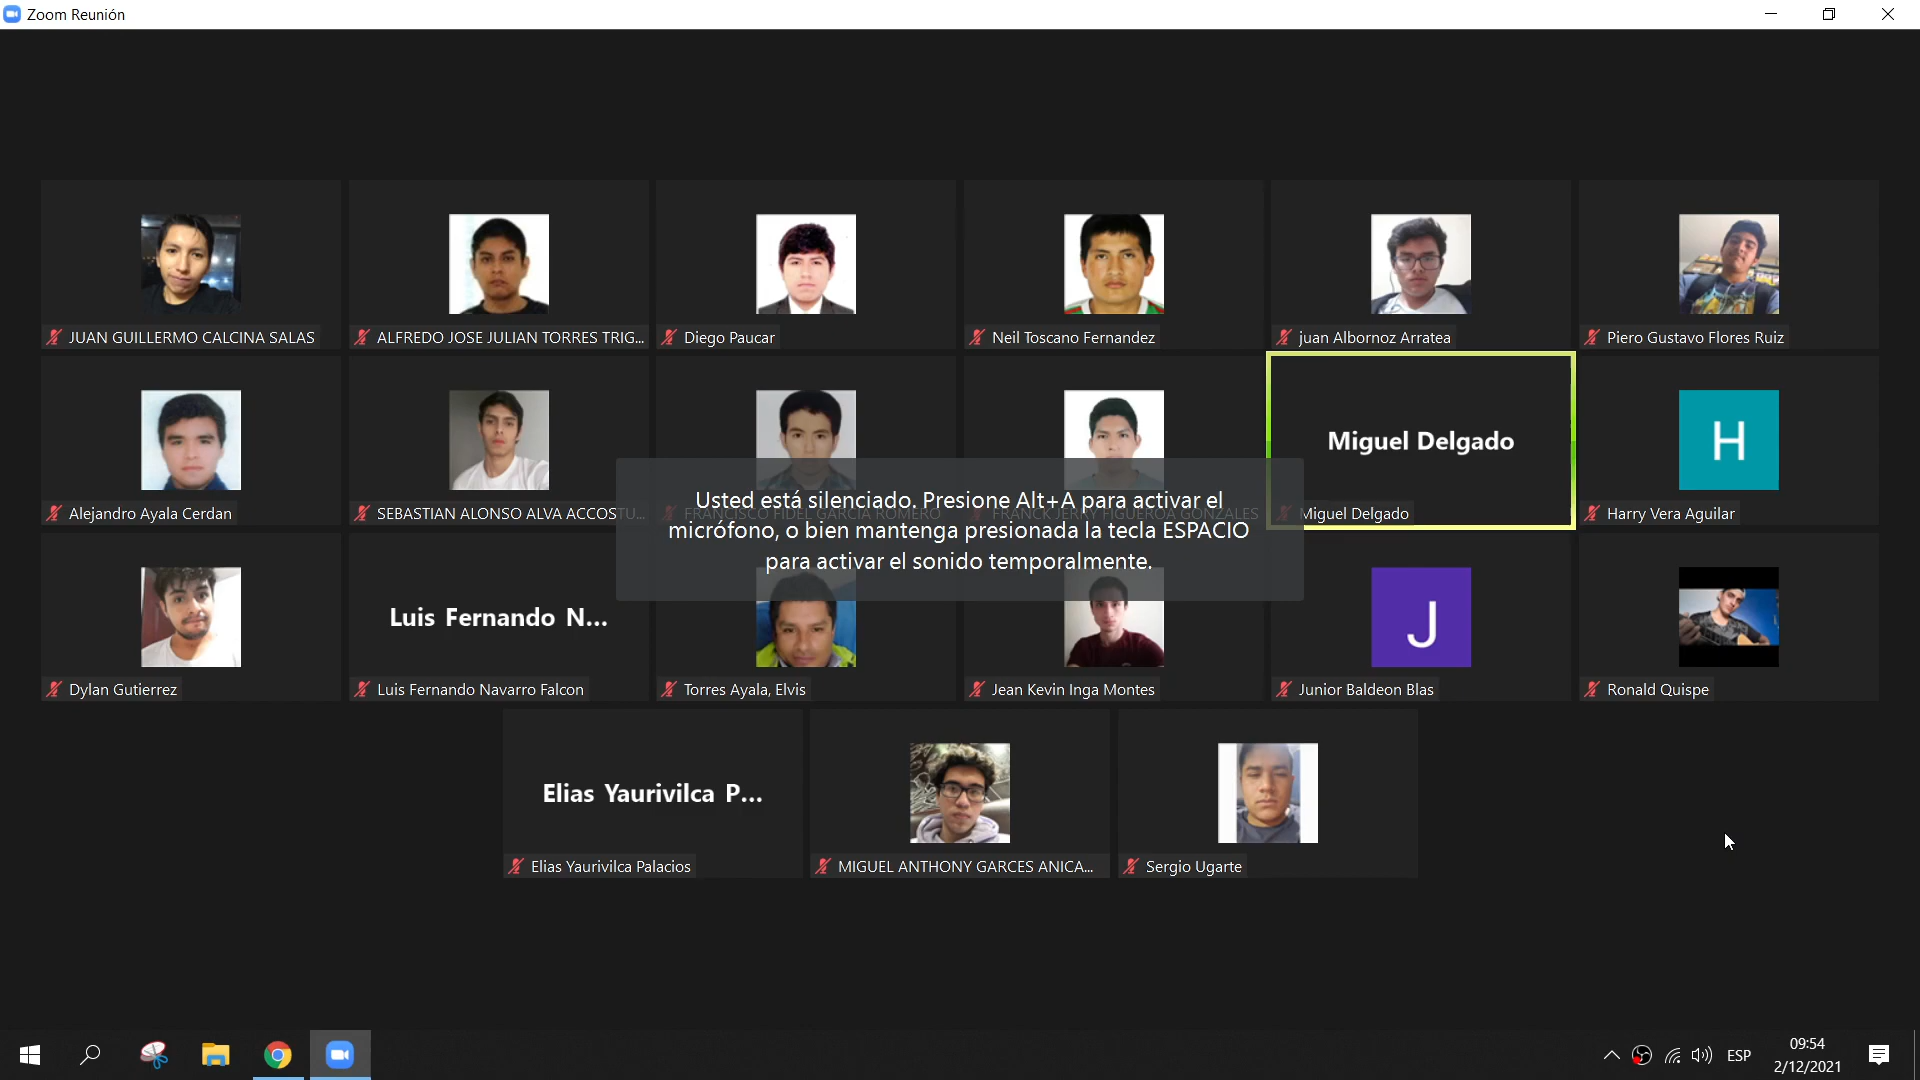 Zoom Reunión
JUAN GUILLERMO CALCINA SALAS
ALFREDO JOSE JULIAN TORRES TRIG...
Diego Paucar
Neil Toscano Fernandez
juan Albornoz Arratea
Piero Gustavo Flores Ruiz
Miguel Delgado
H
Alejandro Ayala Cerdan
SEBASTIAN ALONSO ALVA ACCOSTU...
FRANCISCO FIDEL GARCIA ROMERO
FRANCK JERRY FIGUEROA GONZALES
Miguel Delgado
Harry Vera Aguilar
Usted está silenciado. Presione Alt+A para activar el
micrófono, o bien mantenga presionada la tecla ESPACIO
para activar el sonido temporalmente.
Luis Fernando N...
J
Dylan Gutierrez
Luis Fernando Navarro Falcon
Torres Ayala, Elvis
Jean Kevin Inga Montes
Junior Baldeon Blas
Ronald Quispe
Elias Yaurivilca P...
Elias Yaurivilca Palacios
MIGUEL ANTHONY GARCES ANICA...
Sergio Ugarte
ESP
09:54
2/12/2021